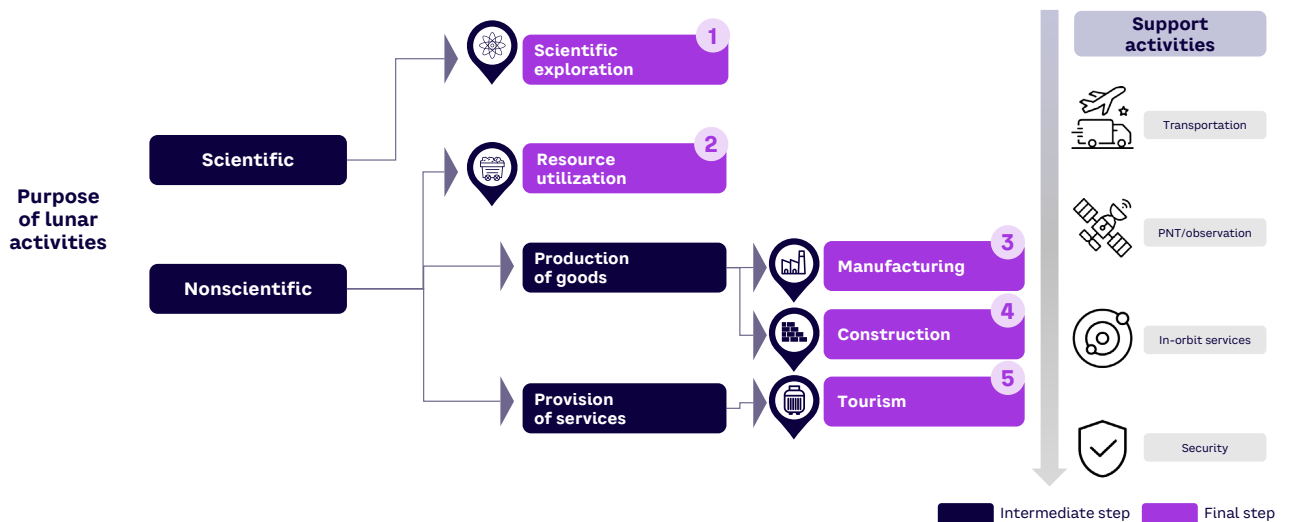 Purpose
of lunar
activities
Scientific
Nonscientific
1
Scientific
exploration
2
Resource
utilization
Production
of goods
Provision
of services
3
Manufacturing
4
Construction
5
Tourism
Support
activities
Transportation
PNT/observation
In-orbit services
Security
Intermediate step
Final step